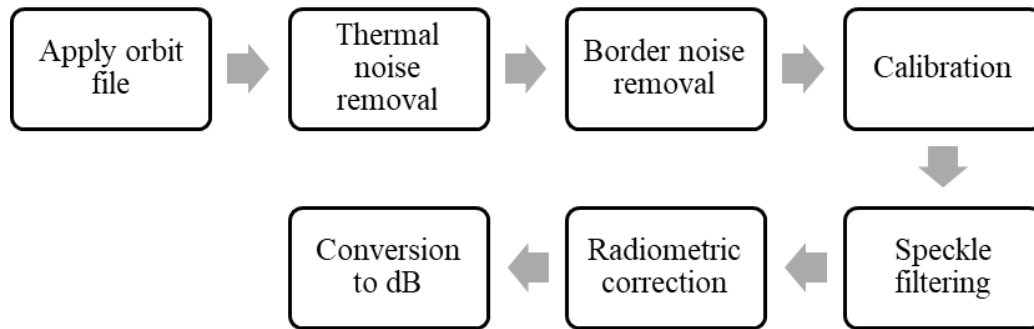 Apply orbit
file
Thermal
noise
removal
Border noise
removal
Calibration
Speckle
filtering
Radiometric
correction
Conversion
to dB